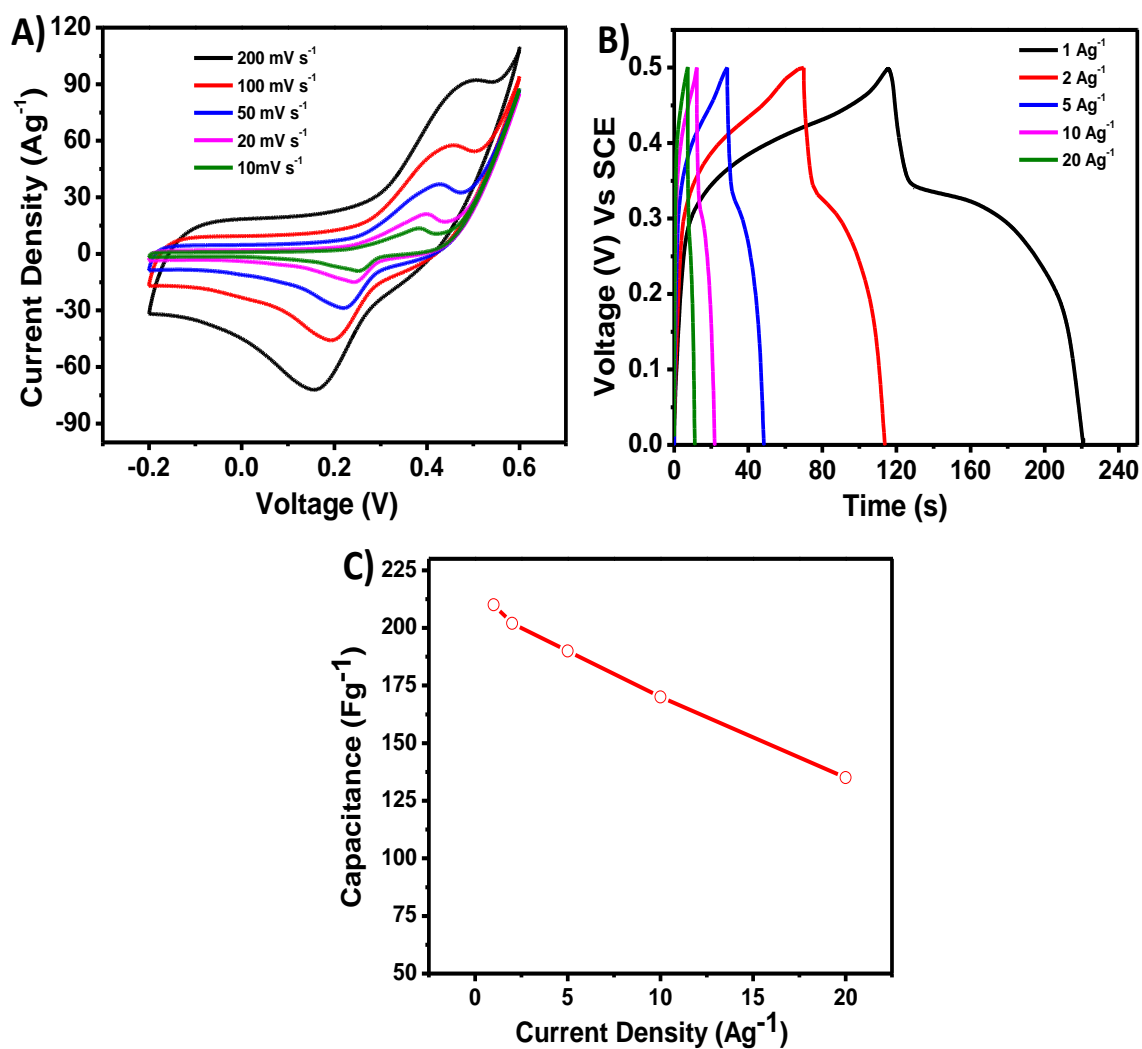 A)
200 mV s⁻¹
100 mV s⁻¹
50 mV s⁻¹
20 mV s⁻¹
10mV s⁻¹
Current Density (Ag⁻¹)
120
90
60
30
0
-30
-60
-90
-0.2 0.0 0.2 0.4 0.6
Voltage (V)
B)
1 Ag⁻¹
2 Ag⁻¹
5 Ag⁻¹
10 Ag⁻¹
20 Ag⁻¹
Voltage (V) Vs SCE
0.5
0.4
0.3
0.2
0.1
0.0
0 40 80 120 160 200 240
Time (s)
C)
Capacitance (Fg⁻¹)
225
200
175
150
125
100
75
50
0 5 10 15 20
Current Density (Ag⁻¹)